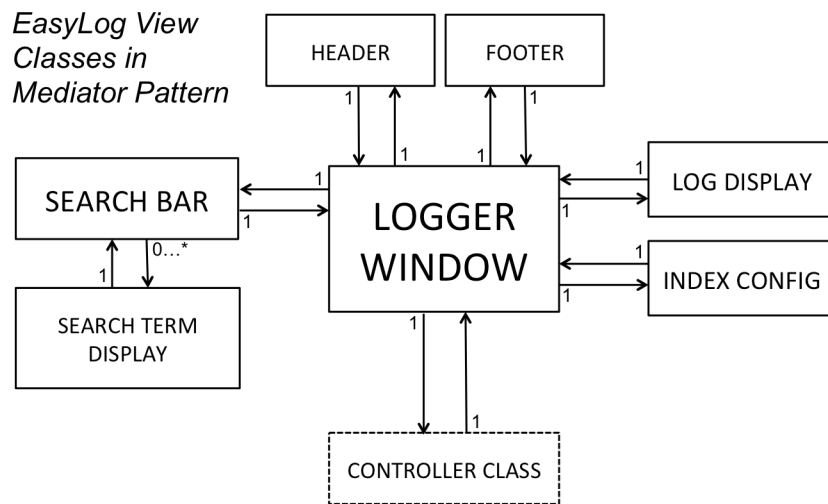 EasyLog View
Classes in
Mediator Pattern
HEADER
FOOTER
1
1
1
1
SEARCH BAR
1
1
LOGGER
WINDOW
1
1
LOG DISPLAY
1
0...*
1
1
INDEX CONFIG
SEARCH TERM
DISPLAY
1
1
CONTROLLER CLASS